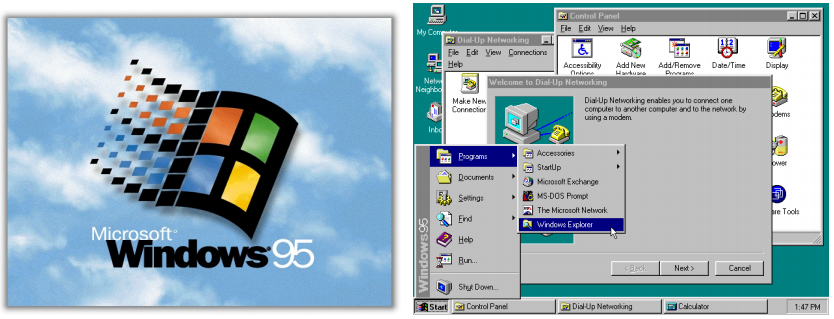 Microsoft®
Windows 95
My Com
Dial-Up Networking
File Edit View Connections
Help
Make New
Connection
Control Panel
File Edit View Help
Accessibility
Options
Add New
Hardware
Add/Remove
Programs
Date/Time
Display
Welcome to Dial-Up Networking
Dial-Up Networking enables you to connect one
computer to another computer and to the network by
using a modem.
Netw
Neighbo
Inbo
odems
ower
are Tools
Windows 95
Programs
Documents
Settings
Find
Help
Run...
Shut Down...
Accessories
StartUp
Microsoft Exchange
MS-DOS Prompt
The Microsoft Network
Windows Explorer
< Back
Next >
Cancel
Start
Control Panel
Dial-Up Networking
Calculator
1:47 PM